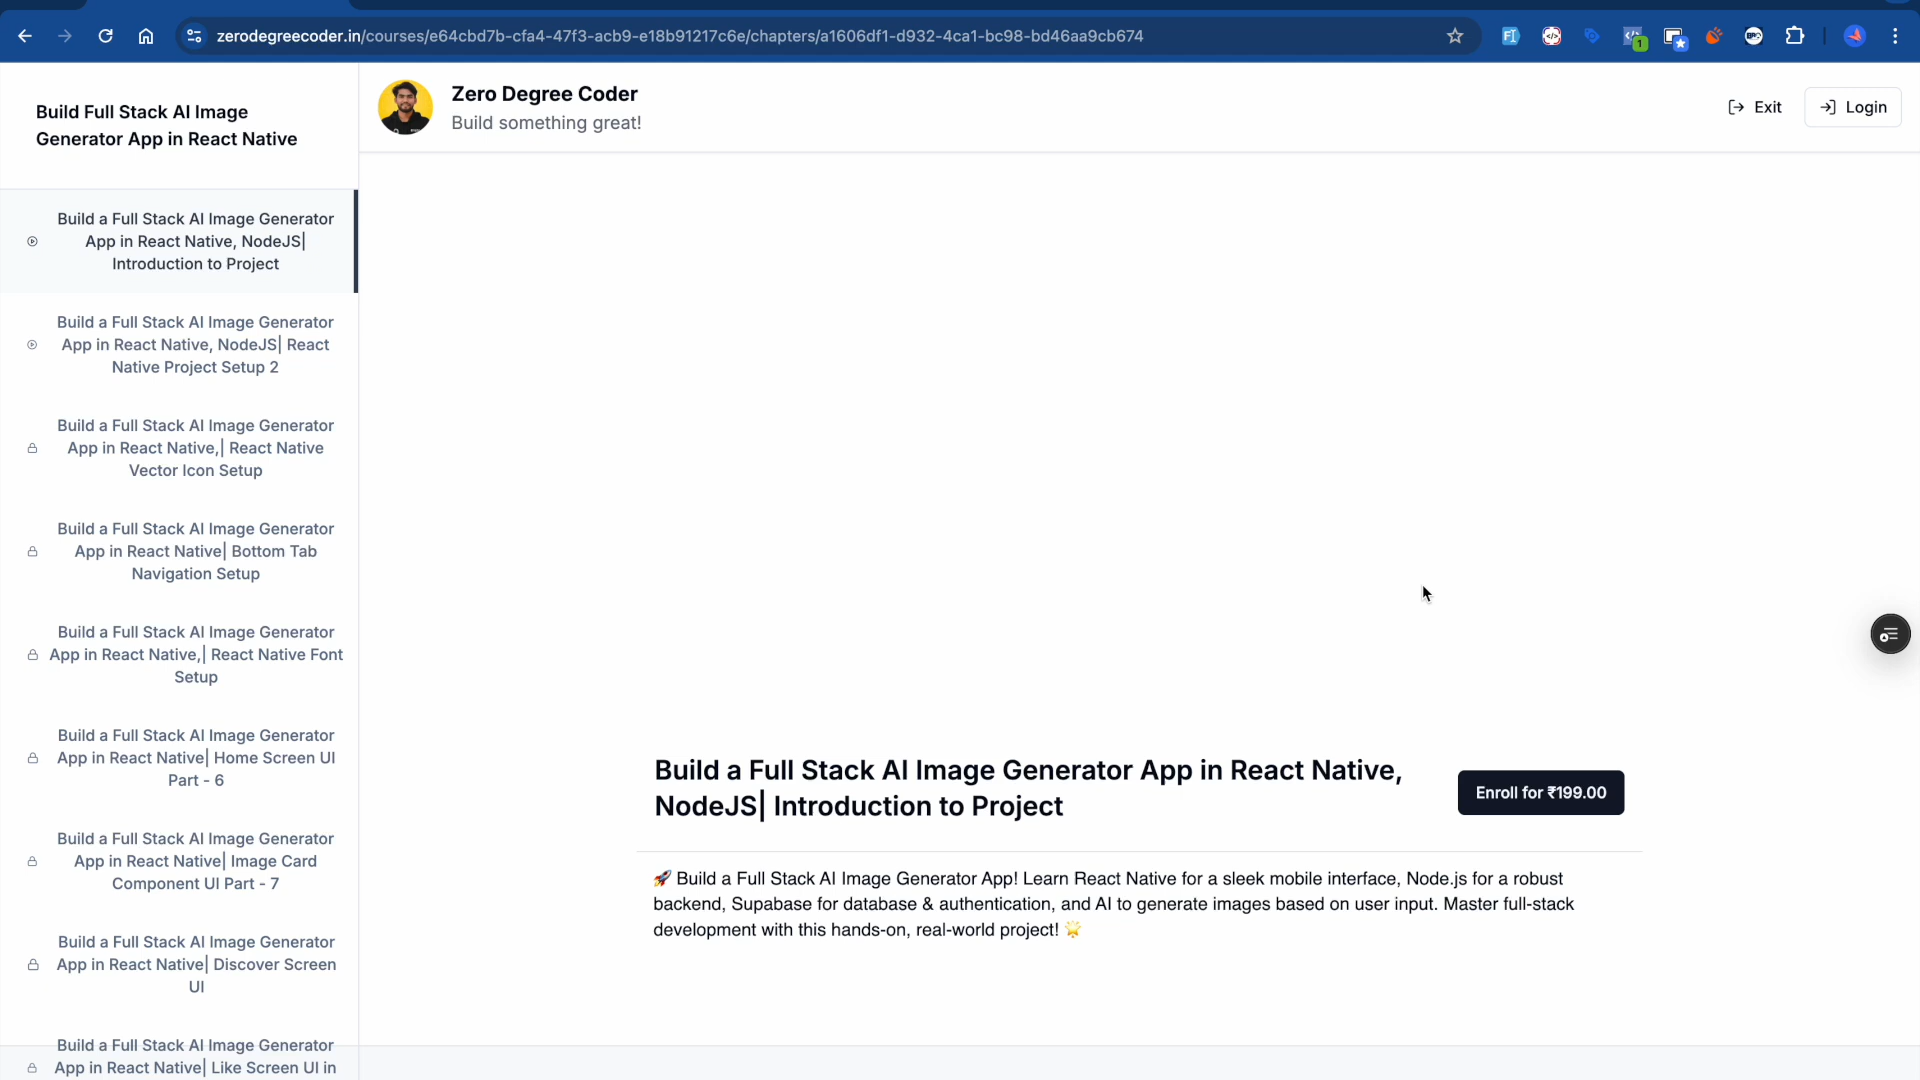 zerodegreecoder.in/courses/e64cbd7b-cfa4-47f3-acb9-e18b91217c6e/chapters/a1606df1-d932-4ca1-bc98-bd46aa9cb674
Build Full Stack AI Image
Generator App in React Native
Zero Degree Coder
Build something great!
Exit
Login
Build a Full Stack AI Image Generator
App in React Native, NodeJS|
Introduction to Project
Build a Full Stack AI Image Generator
App in React Native, NodeJS| React
Native Project Setup 2
Build a Full Stack AI Image Generator
App in React Native,| React Native
Vector Icon Setup
Build a Full Stack AI Image Generator
App in React Native| Bottom Tab
Navigation Setup
Build a Full Stack AI Image Generator
App in React Native,| React Native Font
Setup
Build a Full Stack AI Image Generator
App in React Native| Home Screen UI
Part - 6
Build a Full Stack AI Image Generator
App in React Native| Image Card
Component UI Part - 7
Build a Full Stack AI Image Generator
App in React Native| Discover Screen
UI
Build a Full Stack AI Image Generator
App in React Native| Like Screen UI in
Build a Full Stack AI Image Generator App in React Native,
NodeJS| Introduction to Project
Enroll for ₹199.00
🚀 Build a Full Stack AI Image Generator App! Learn React Native for a sleek mobile interface, Node.js for a robust
backend, Supabase for database & authentication, and AI to generate images based on user input. Master full-stack
development with this hands-on, real-world project! 🌟